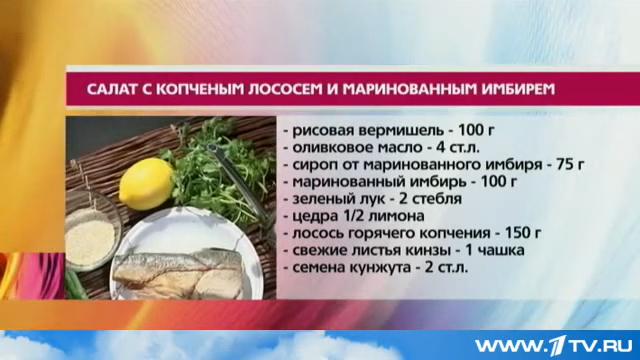 САЛАТ С КОПЧЕНЫМ ЛОСОСЕМ И МАРИНОВАННЫМ ИМБИРЕМ
- рисовая вермишель - 100 г
- оливковое масло - 4 ст.л.
- сироп от маринованного имбиря - 75 г
- маринованный имбирь - 100 г
- зеленый лук - 2 стебля
- цедра 1/2 лимона
- лосось горячего копчения - 150 г
- свежие листья кинзы - 1 чашка
- семена кунжута - 2 ст.л.
WWW.1TV.RU